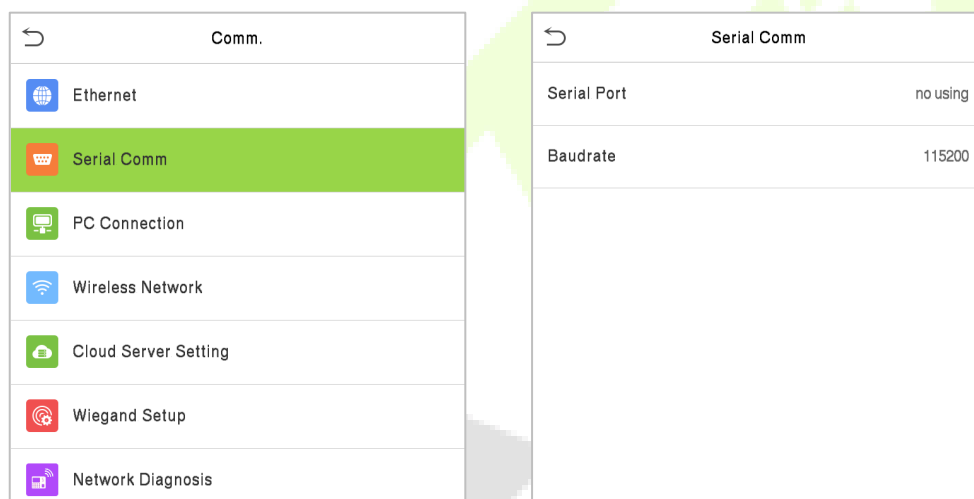 Comm.
Ethernet
Serial Comm
PC Connection
Wireless Network
Cloud Server Setting
Wiegand Setup
Network Diagnosis
Serial Comm
Serial Port no using
Baudrate 115200